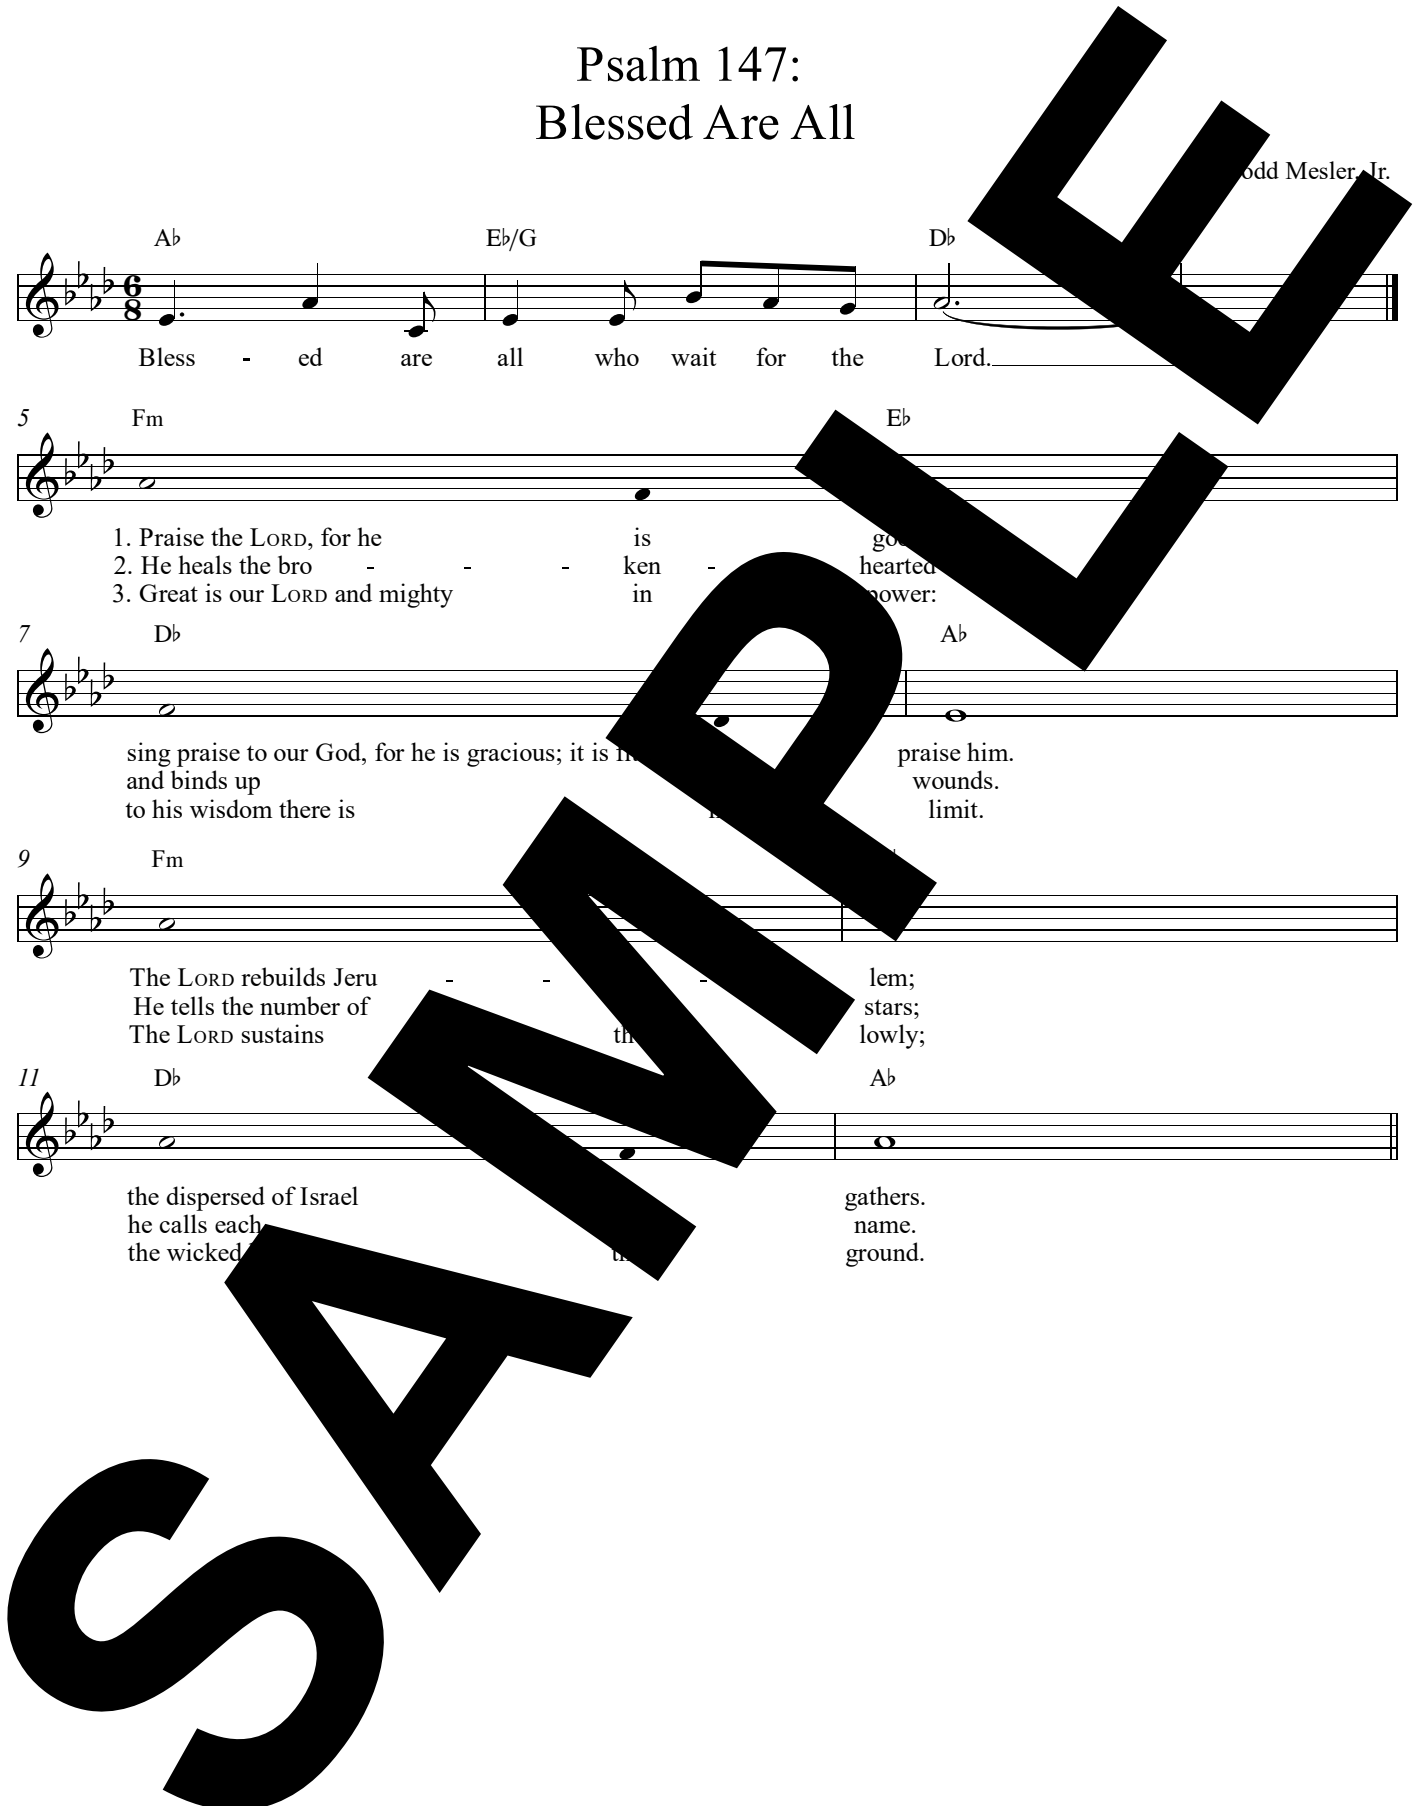 Psalm 147:
Blessed Are All
Mesler, Jr.
A♭ E♭/G D♭
6
8
Bless - ed are all who wait for the Lord.
5 Fm E♭
1. Praise the LORD, for he is
2. He heals the bro - - - ken - hearted
3. Great is our LORD and mighty in power:
7 D♭ A♭
sing praise to our God, for he is gracious; it is praise him.
and binds up wounds.
to his wisdom there is limit.
9 Fm
The LORD rebuilds Jeru - - - lem;
He tells the number of stars;
The LORD sustains lowly;
11 D♭ A♭
the dispersed of Israel gathers.
he calls each name.
the wicked ground.
SAMPLE